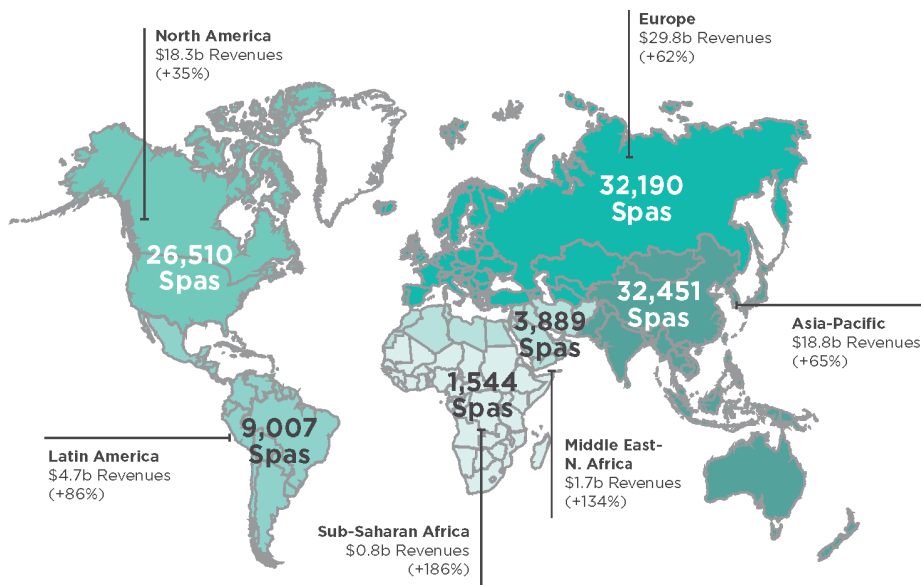 North America
$18.3b Revenues
(+35%)
Europe
$29.8b Revenues
(+62%)
32,190
Spas
26,510
Spas
32,451
Spas
3,889
Spas
Asia-Pacific
$18.8b Revenues
(+65%)
1,544
Spas
9,007
Spas
Latin America
$4.7b Revenues
(+86%)
Middle East-
N. Africa
$1.7b Revenues
(+134%)
Sub-Saharan Africa
$0.8b Revenues
(+186%)